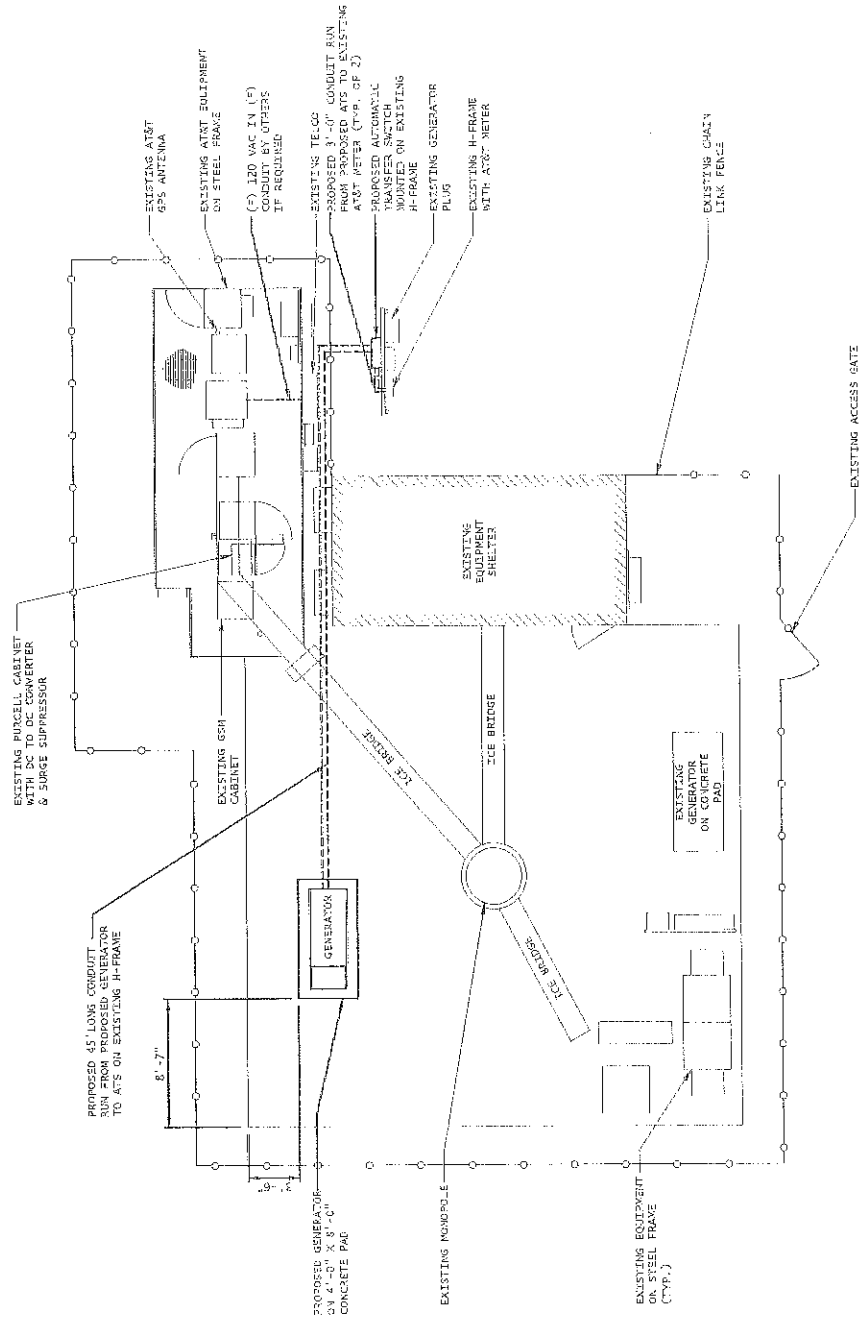 EXISTING PURCELL CABINET
WITH DC TO DC CONVERTER
& SURGE SUPPRESSOR
PROPOSED 45' LONG CONDUIT
RUN FROM PROPOSED GENERATOR
TO ATS ON EXISTING H-FRAME
8'-7"
EXISTING GSM
CABINET
EXISTING AT&T
GPS ANTENNA
EXISTING AT&T EQUIPMENT
ON STEEL FRAME
120 VAC IN
CONDUIT BY OTHERS
IF REQUIRED
EXISTING TELCO
PROPOSED CONDUIT RUN
FROM PROPOSED ATS TO EXISTING
AT&T METER (TYP. OF 2)
PROPOSED AUTOMATIC
TRANSFER SWITCH
MOUNTED ON EXISTING
H-FRAME
EXISTING GENERATOR
PLUG
EXISTING H-FRAME
WITH AT&T METER
EXISTING CHAIN
LINK FENCE
EXISTING ACCESS GATE
GENERATOR
ICE BRIDGE
ICE BRIDGE
ICE BRIDGE
EXISTING
EQUIPMENT
SHELTER
EXISTING
GENERATOR
ON CONCRETE
PAD
PROPOSED GENERATOR
ON 4'-0" X 8'-0"
CONCRETE PAD
EXISTING MONOPOLE
EXISTING EQUIPMENT
ON STEEL FRAME
(TYP.)